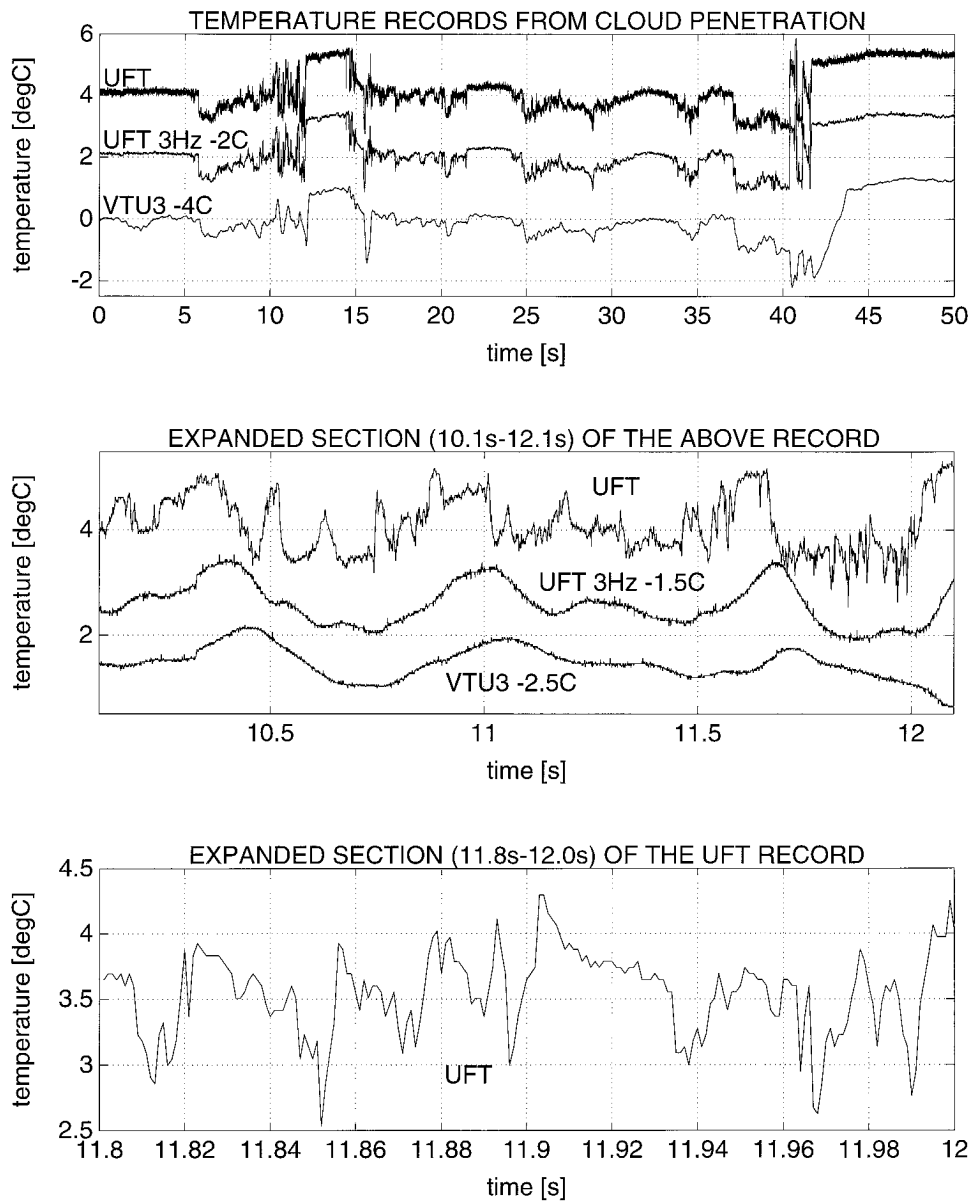 TEMPERATURE RECORDS FROM CLOUD PENETRATION
temperature [degC]
6
4
2
0
-2
UFT
UFT 3Hz -2C
VTU3 -4C
0 5 10 15 20 25 30 35 40 45 50
time [s]
EXPANDED SECTION (10.1s-12.1s) OF THE ABOVE RECORD
temperature [degC]
4
2
UFT
UFT 3Hz -1.5C
VTU3 -2.5C
10.5 11 11.5 12
time [s]
EXPANDED SECTION (11.8s-12.0s) OF THE UFT RECORD
temperature [degC]
4.5
4
3.5
3
2.5
UFT
11.8 11.82 11.84 11.86 11.88 11.9 11.92 11.94 11.96 11.98 12
time [s]